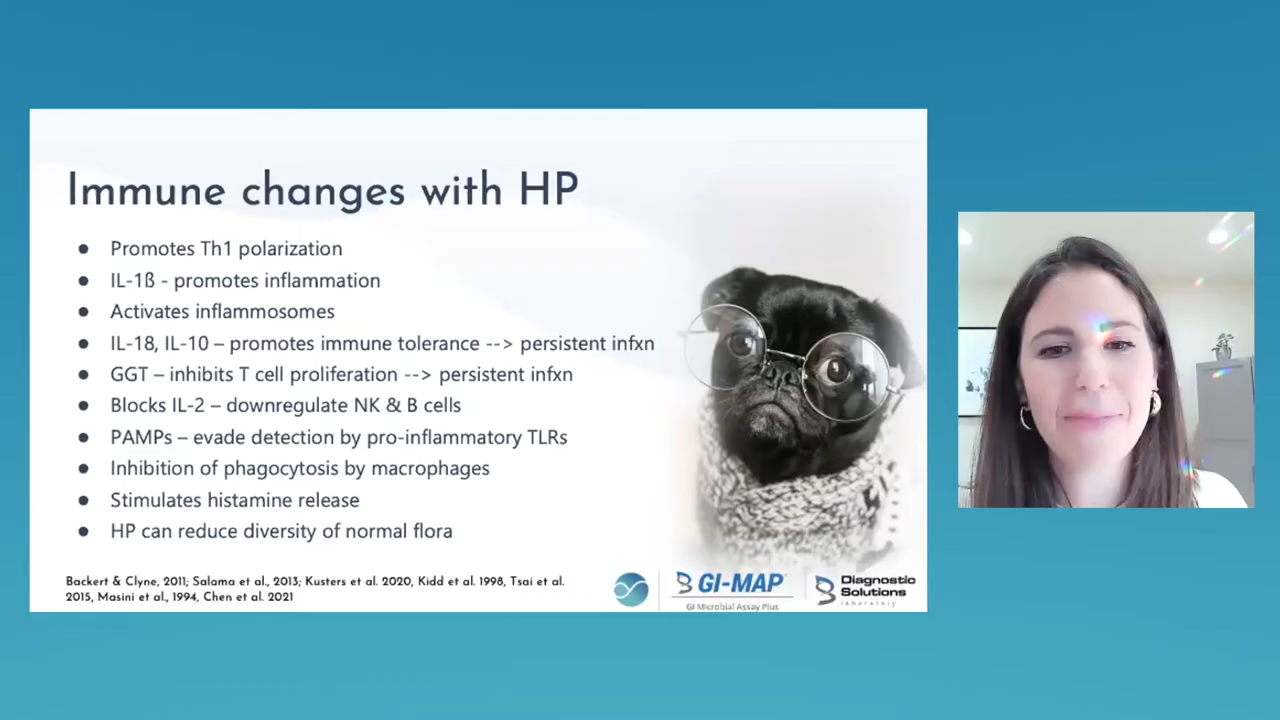 Immune changes with HP
● Promotes Th1 polarization
● IL-1ß - promotes inflammation
● Activates inflammosomes
● IL-18, IL-10 – promotes immune tolerance --> persistent infxn
● GGT – inhibits T cell proliferation --> persistent infxn
● Blocks IL-2 – downregulate NK & B cells
● PAMPs – evade detection by pro-inflammatory TLRs
● Inhibition of phagocytosis by macrophages
● Stimulates histamine release
● HP can reduce diversity of normal flora
Backert & Clyne, 2011; Salama et al., 2013; Kusters et al. 2020, Kidd et al. 1998, Tsai et al.
2015, Masini et al., 1994, Chen et al. 2021
GI-MAP
GI Microbial Assay Plus
Diagnostic
Solutions
laboratory